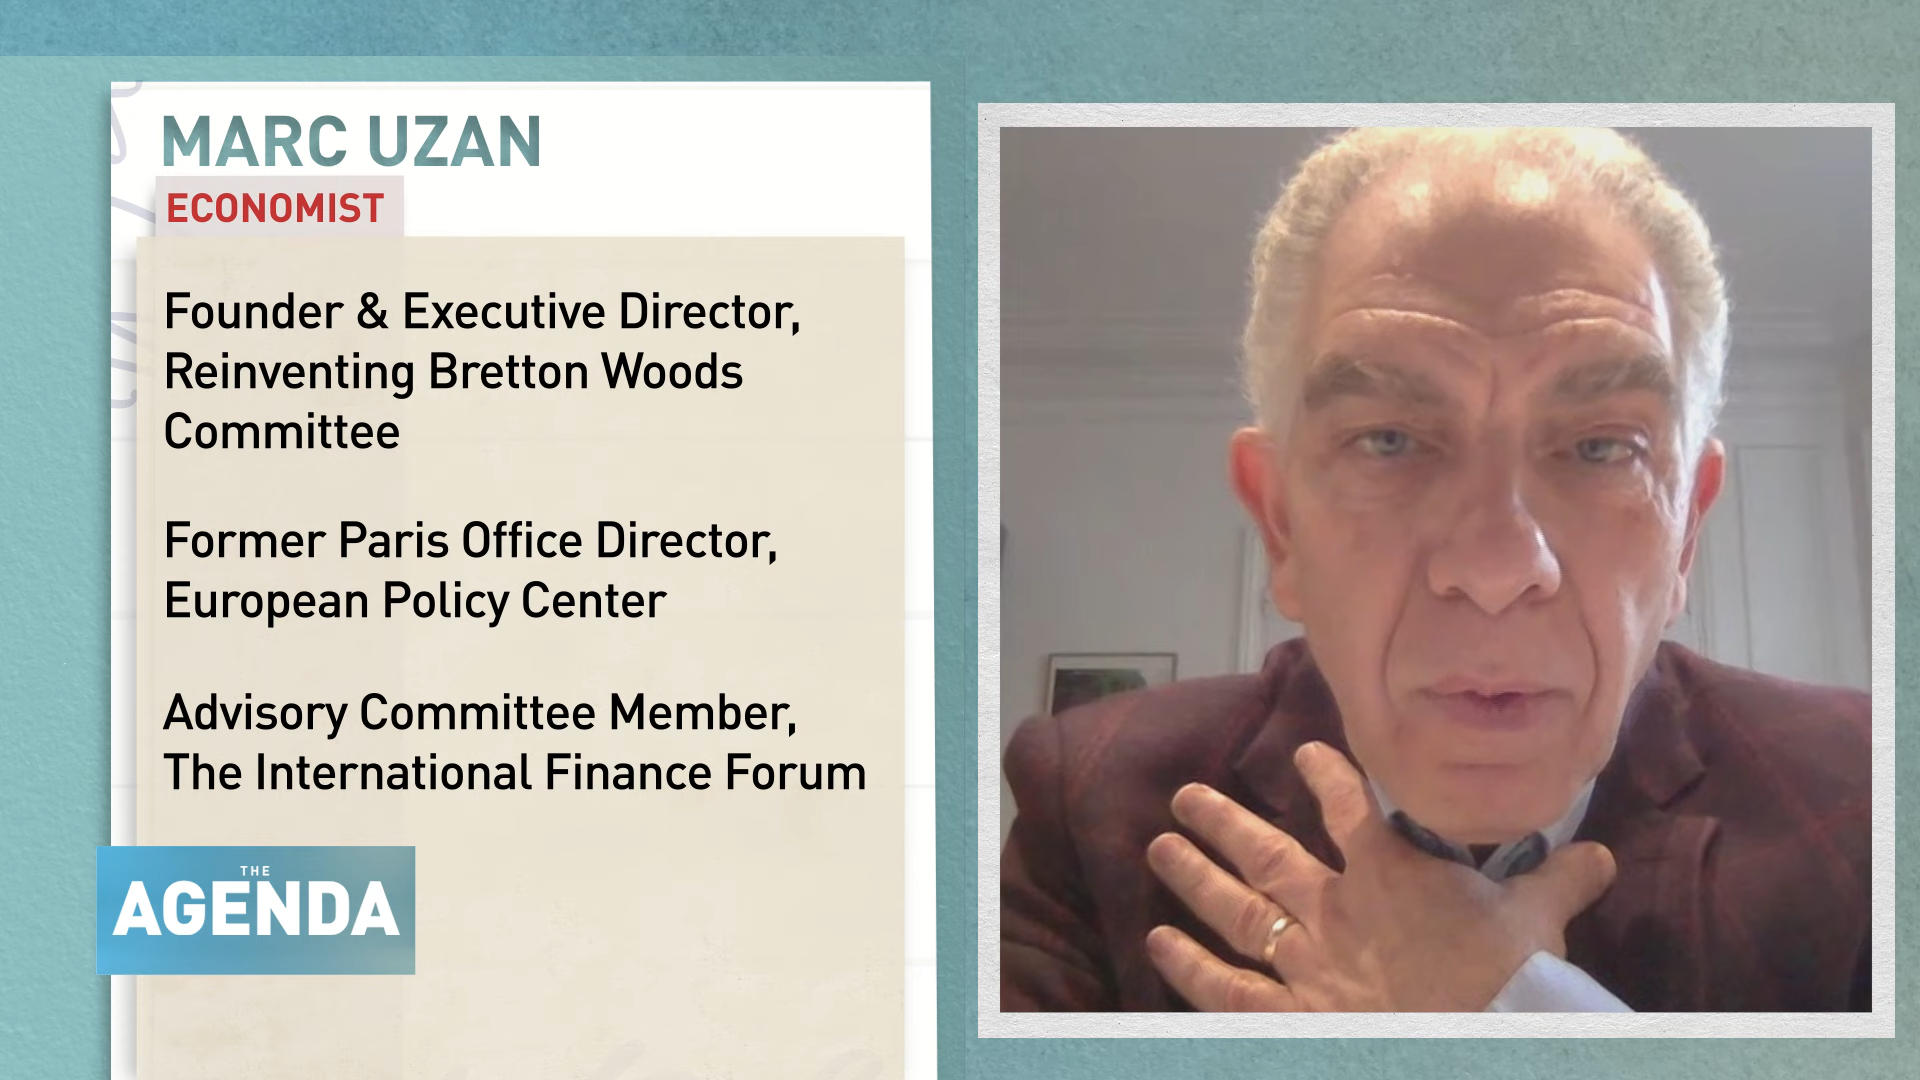 MARC UZAN
ECONOMIST
Founder & Executive Director,
Reinventing Bretton Woods
Committee
Former Paris Office Director,
European Policy Center
Advisory Committee Member,
The International Finance Forum
THE
AGENDA